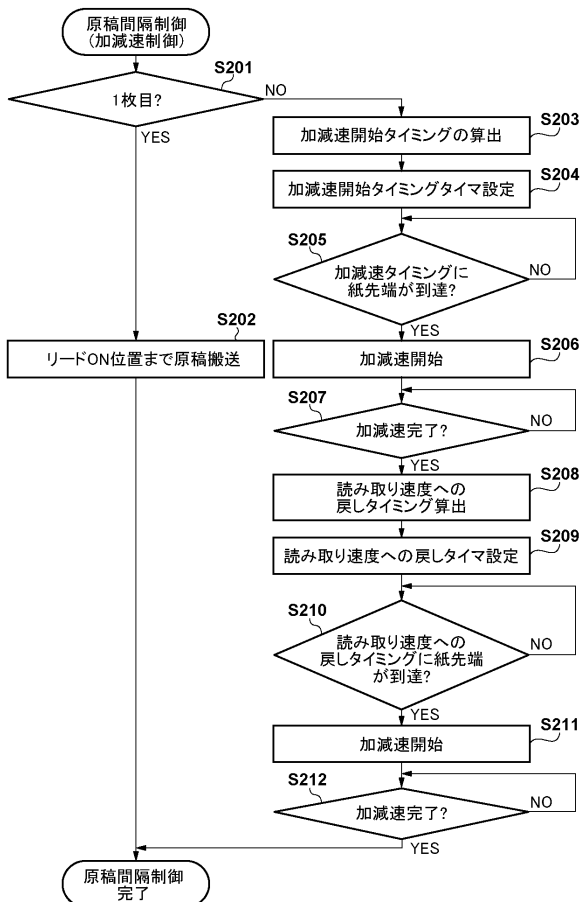 原稿間隔制御
(加減速制御)
S201
1枚目?
NO
YES
S203
加減速開始タイミングの算出
S204
加減速開始タイミングタイマ設定
S205
加減速タイミングに
紙先端が到達?
NO
YES
S202
リードON位置まで原稿搬送
S206
加減速開始
S207
加減速完了?
NO
YES
S208
読み取り速度への
戻しタイミング算出
S209
読み取り速度への戻しタイマ設定
S210
読み取り速度への
戻しタイミングに紙先端
が到達?
NO
YES
S211
加減速開始
S212
加減速完了?
NO
YES
原稿間隔制御
完了